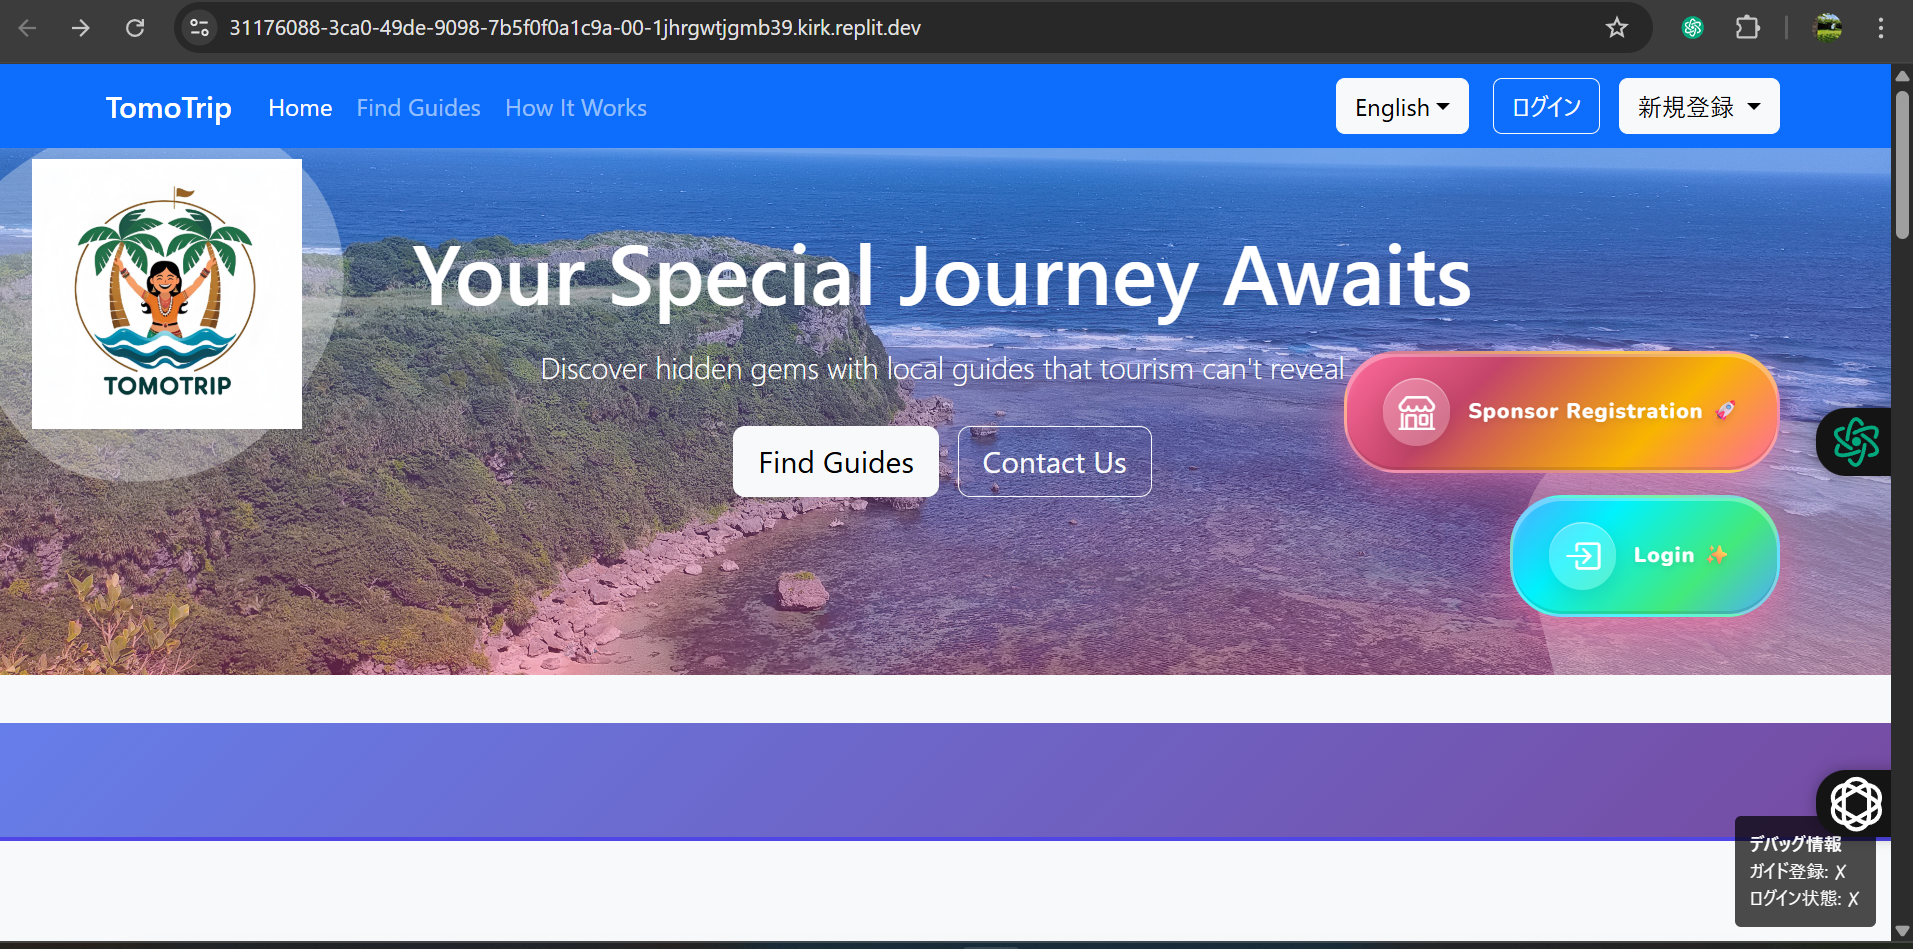 31176088-3ca0-49de-9098-7b5f0f0a1c9a-00-1jhrgwtjgmb39.kirk.replit.dev
TomoTrip
Home
Find Guides
How It Works
English
ログイン
新規登録
TOMOTRIP
Your Special Journey Awaits
Discover hidden gems with local guides that tourism can't reveal
Find Guides
Contact Us
Sponsor Registration 🚀
Login ✨
デバッグ情報
ガイド登録: ✗
ログイン状態: ✗